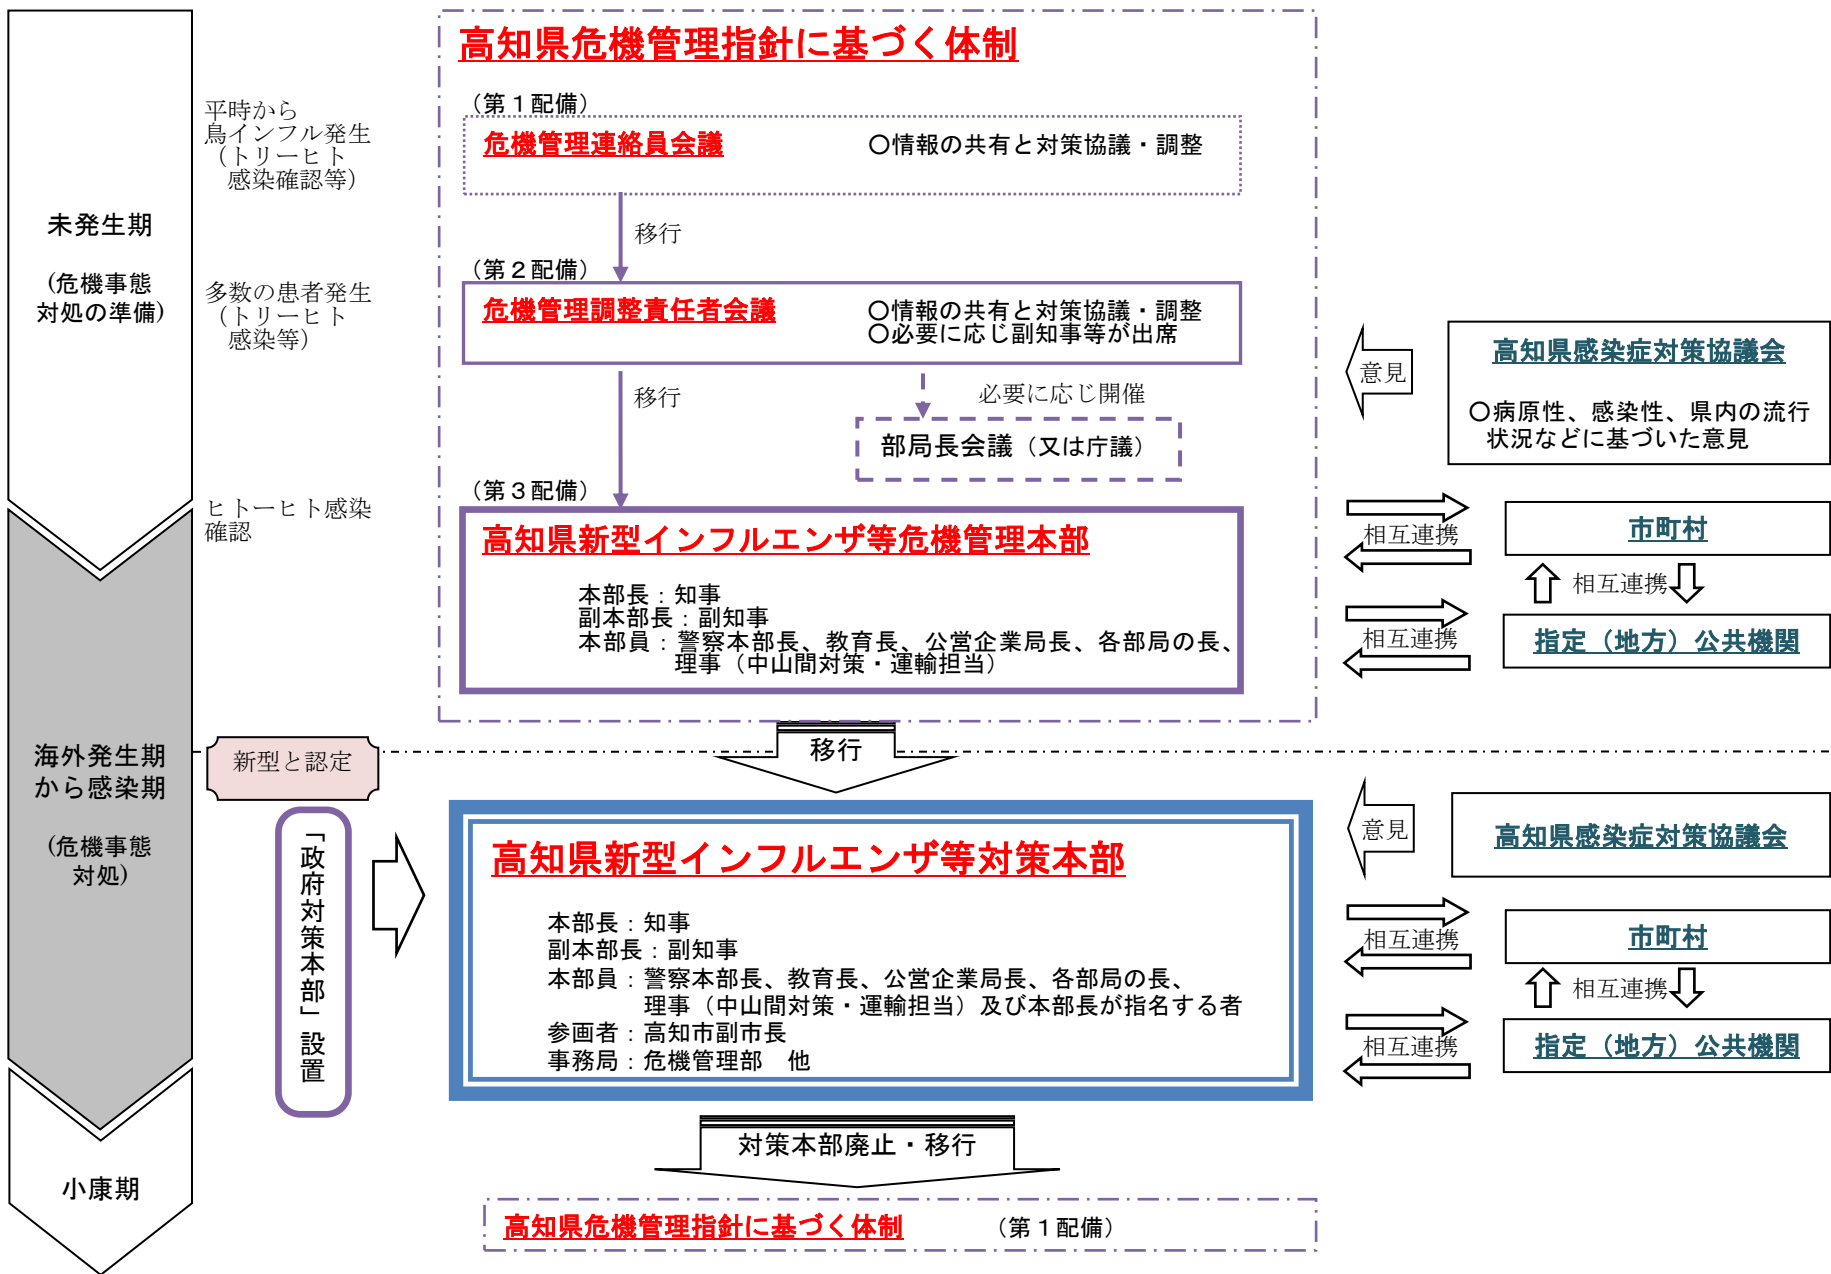 高知県危機管理指針に基づく体制
平時から
鳥インフル発生
（トリーヒト
感染確認等）
（第１配備）
危機管理連絡員会議
○情報の共有と対策協議・調整
移行
未発生期
(危機事態
対処の準備)
多数の患者発生
（トリーヒト
感染等）
（第２配備）
危機管理調整責任者会議
○情報の共有と対策協議・調整
○必要に応じ副知事等が出席
移行
必要に応じ開催
部局長会議（又は庁議）
意見
高知県感染症対策協議会
○病原性、感染性、県内の流行
状況などに基づいた意見
ヒトーヒト感染
確認
（第３配備）
高知県新型インフルエンザ等危機管理本部
本部長：知事
副本部長：副知事
本部員：警察本部長、教育長、公営企業局長、各部局の長、
理事（中山間対策・運輸担当）
相互連携
市町村
相互連携
相互連携
指定（地方）公共機関
海外発生期
から感染期
(危機事態
対処)
新型と認定
移行
「政府対策本部」設置
高知県新型インフルエンザ等対策本部
本部長：知事
副本部長：副知事
本部員：警察本部長、教育長、公営企業局長、各部局の長、
理事（中山間対策・運輸担当）及び本部長が指名する者
参画者：高知市副市長
事務局：危機管理部　他
意見
高知県感染症対策協議会
相互連携
市町村
相互連携
相互連携
指定（地方）公共機関
対策本部廃止・移行
小康期
高知県危機管理指針に基づく体制
（第１配備）